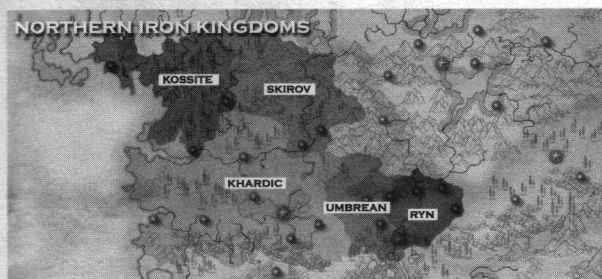 NORTHERN IRON KINGDOMS
KOSSITE
SKIROV
KHARDIC
UMBREAN
RYN